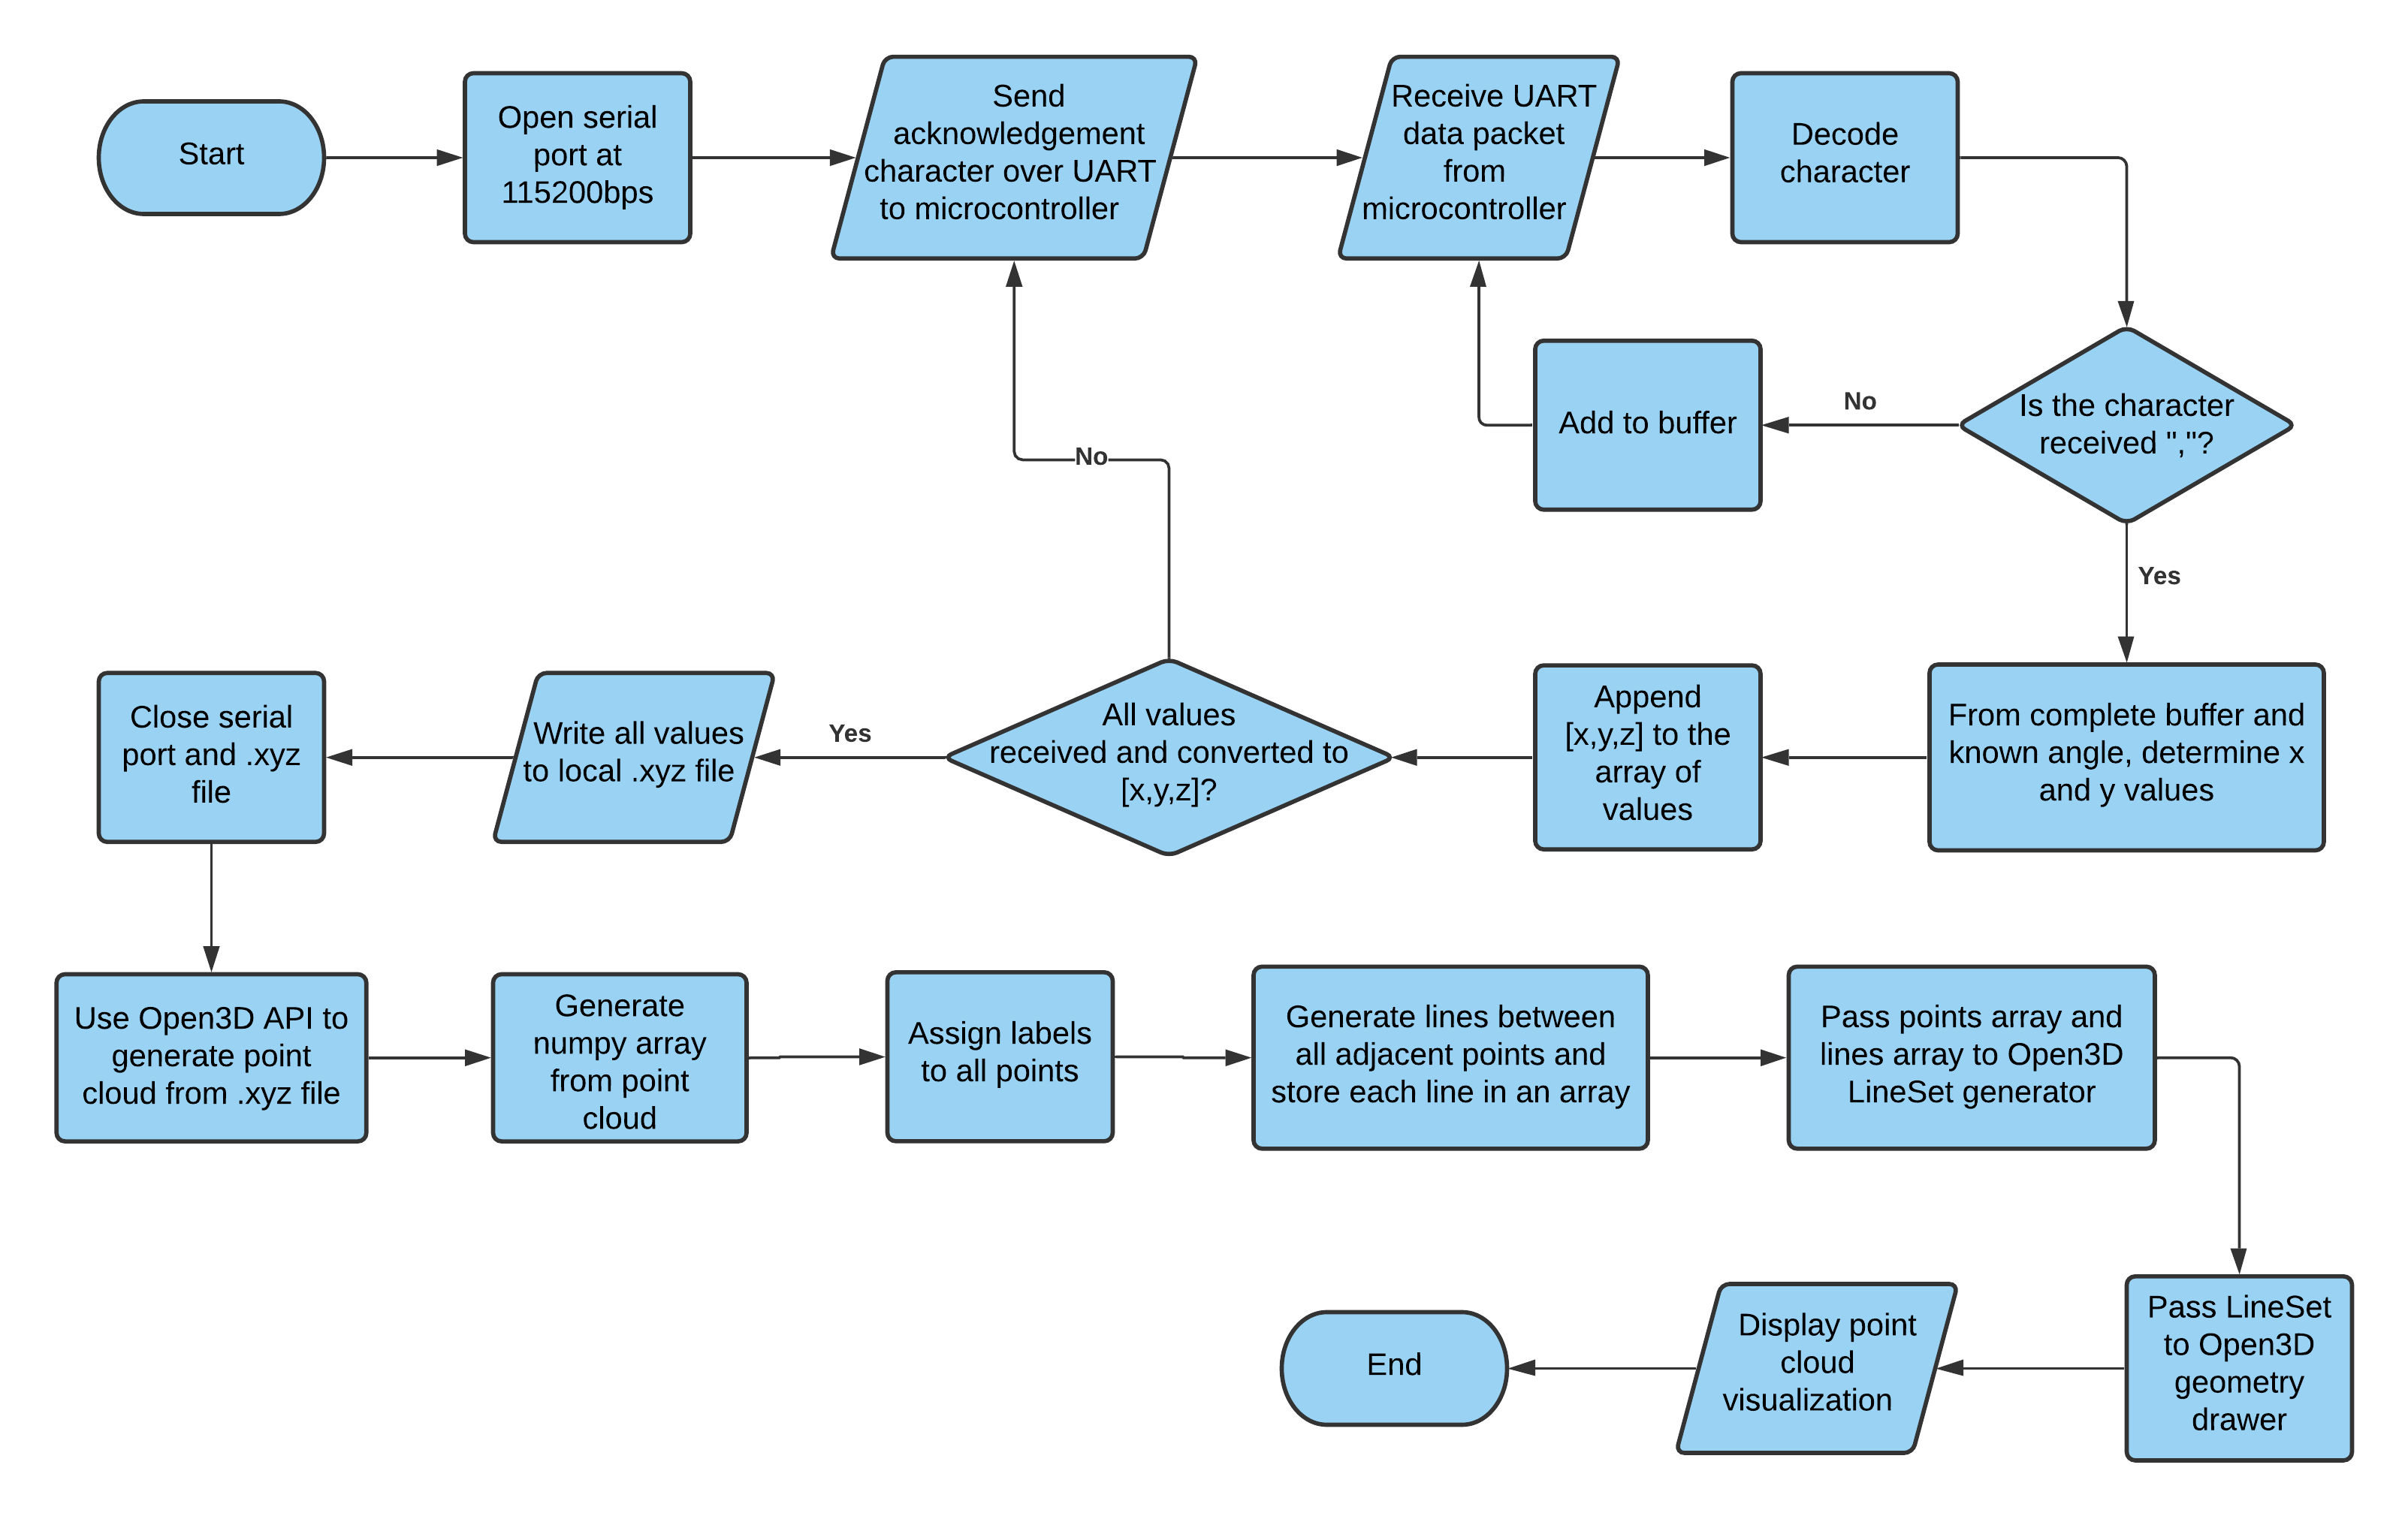 Start
Open serial
port at
115200bps
Send
acknowledgement
character over UART
to microcontroller
Receive UART
data packet
from
microcontroller
Decode
character
Is the character
received ","?
No
Add to buffer
Yes
From complete buffer and
known angle, determine x
and y values
Append
[x,y,z] to the
array of
values
All values
received and converted to
[x,y,z]?
No
Yes
Write all values
to local .xyz file
Close serial
port and .xyz
file
Use Open3D API to
generate point
cloud from .xyz file
Generate
numpy array
from point
cloud
Assign labels
to all points
Generate lines between
all adjacent points and
store each line in an array
Pass points array and
lines array to Open3D
LineSet generator
Pass LineSet
to Open3D
geometry
drawer
Display point
cloud
visualization
End